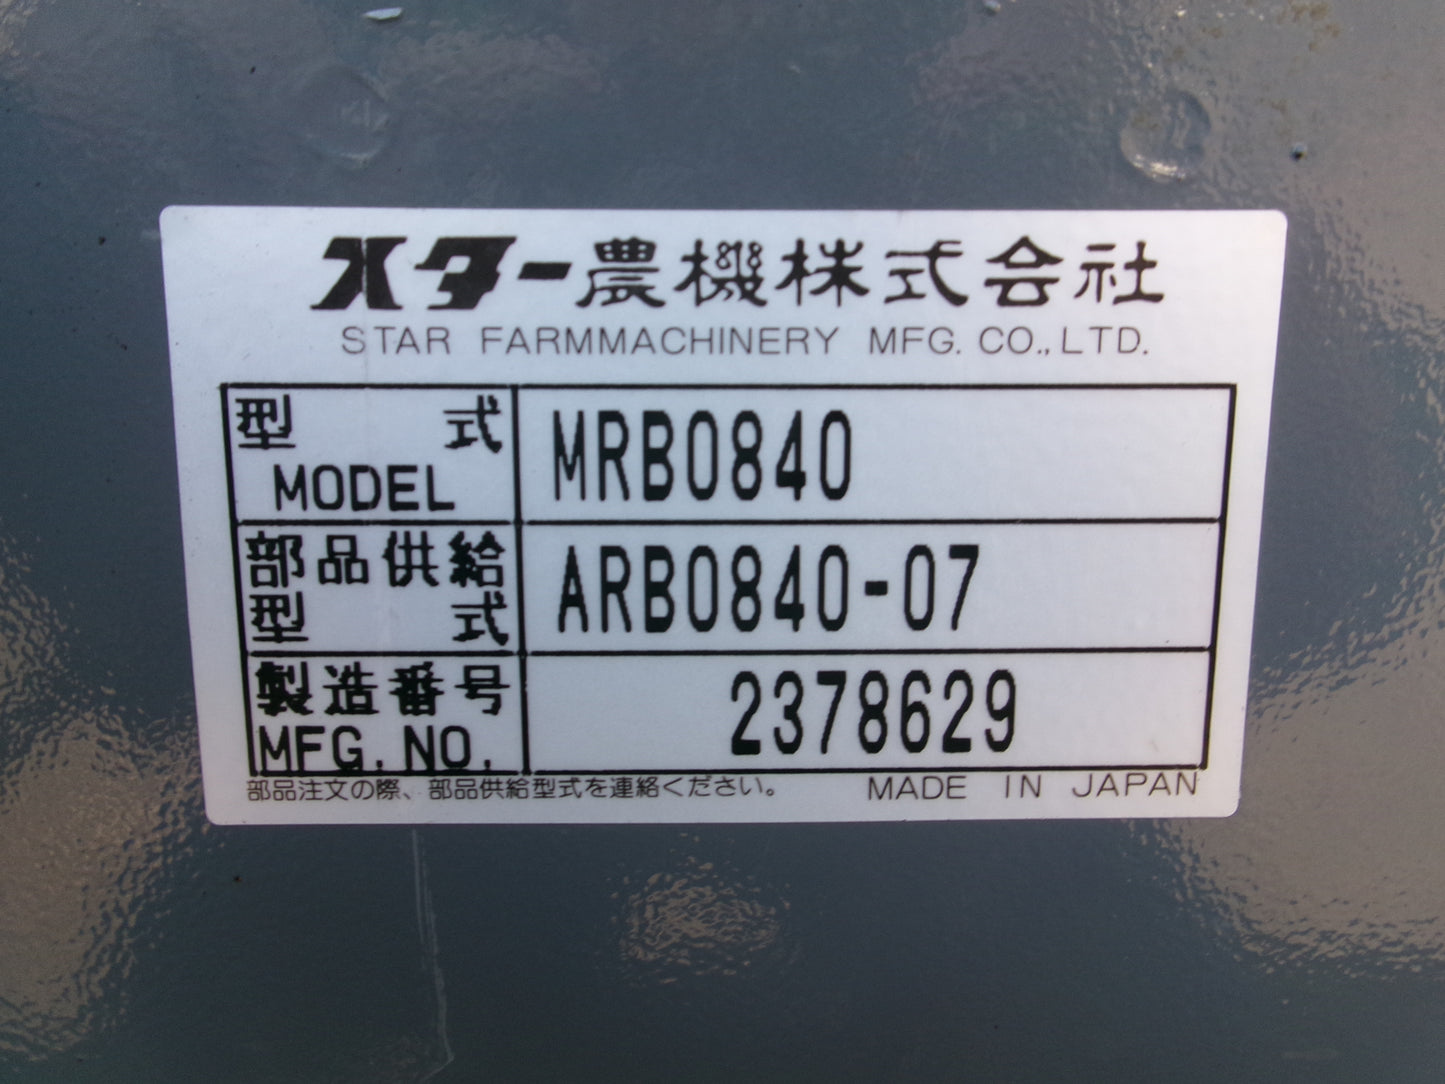 スター農機株式会社
STAR FARMMACHINERY MFG. CO., LTD.
型 式 MRB0840
MODEL
部品供給 ARB0840-07
型 式
製造番号 2378629
MFG. NO.
部品注文の際、部品供給型式を連絡ください。 MADE IN JAPAN